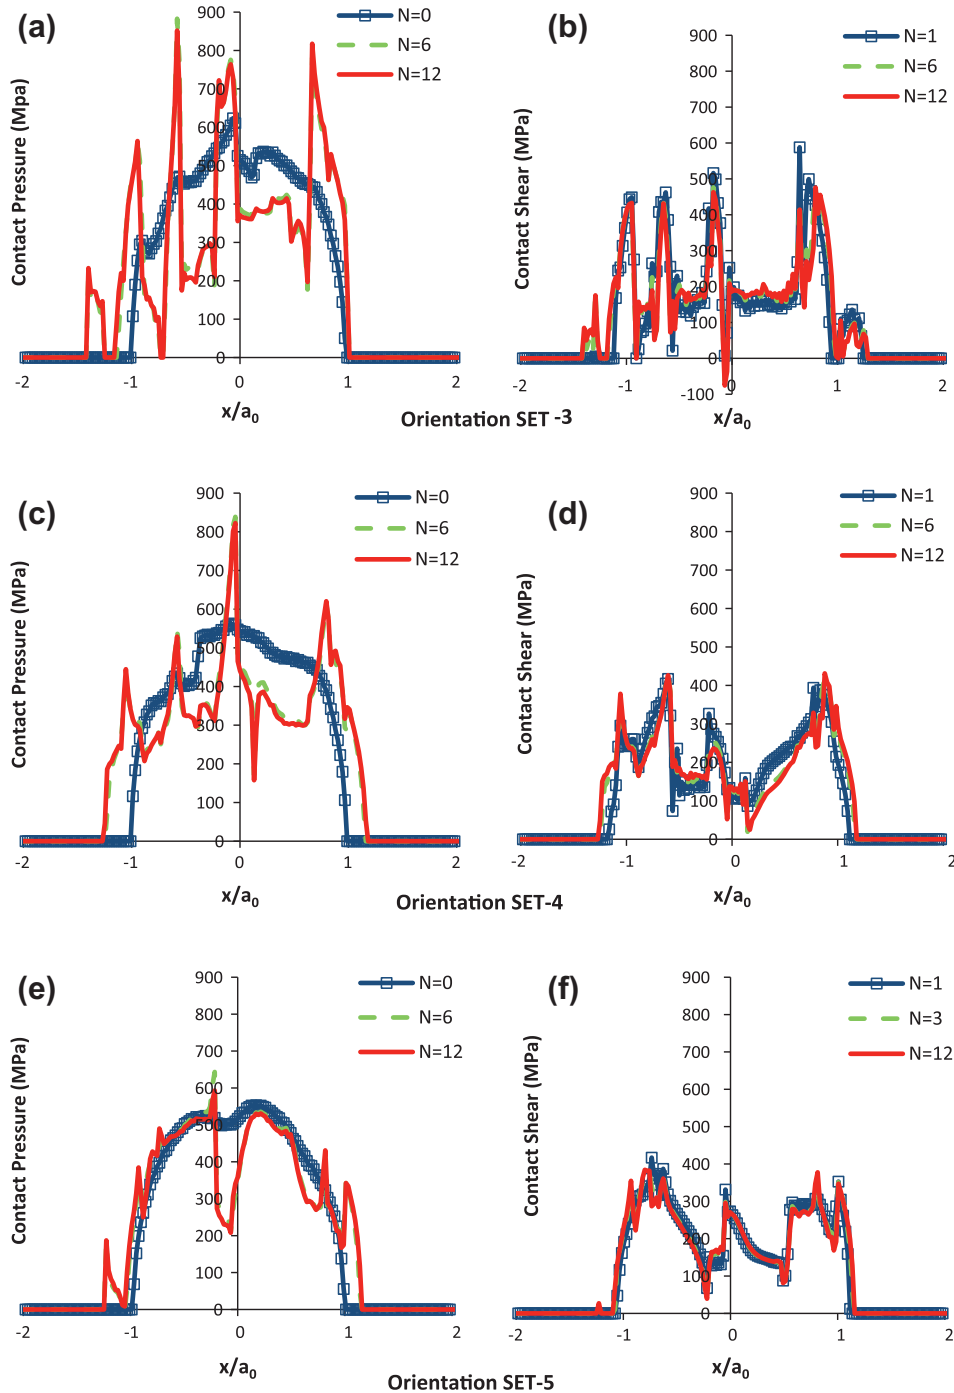 (a)
N=0
N=6
N=12
Contact Pressure (Mpa)
900
800
700
600
500
400
300
200
100
0
-2
-1
0
1
2
x/a0
(b)
N=1
N=6
N=12
Contact Shear (MPa)
900
800
700
600
500
400
300
200
100
0
-100
-2
-1
0
1
2
x/a0
Orientation SET -3
(c)
N=0
N=6
N=12
Contact Pressure (MPa)
900
800
700
600
500
400
300
200
100
0
-2
-1
0
1
2
x/a0
(d)
N=1
N=6
N=12
Contact Shear (MPa)
900
800
700
600
500
400
300
200
100
0
-2
-1
0
1
2
x/a0
Orientation SET-4
(e)
N=0
N=6
N=12
Contact Pressure (MPa)
900
800
700
600
500
400
300
200
100
0
-2
-1
0
1
2
x/a0
(f)
N=1
N=3
N=12
Contact Shear (MPa)
900
800
700
600
500
400
300
200
100
0
-2
-1
0
1
2
x/a0
Orientation SET-5